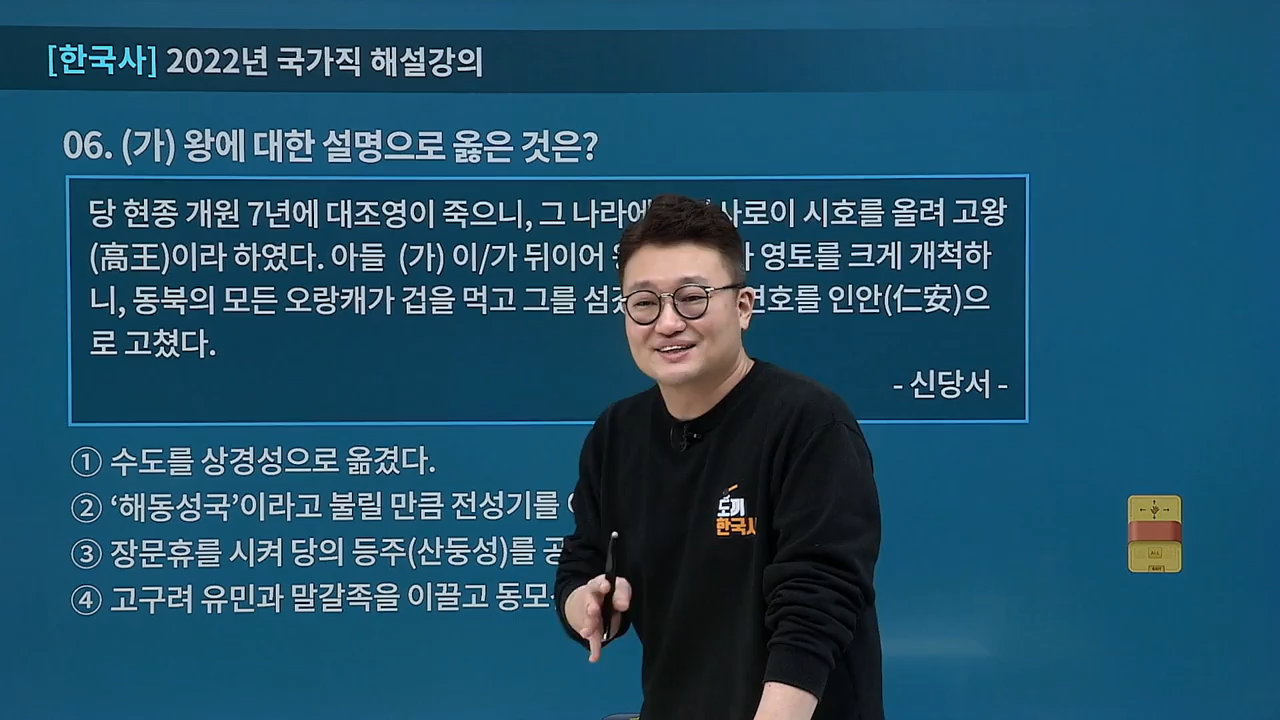 [한국사] 2022년 국가직 해설강의
06. (가) 왕에 대한 설명으로 옳은 것은?
당 현종 개원 7년에 대조영이 죽으니, 그 나라에 사로이 시호를 올려 고왕
(高王)이라 하였다. 아들 (가) 이/가 뒤이어 영토를 크게 개척하
니, 동북의 모든 오랑캐가 겁을 먹고 그를 섬 연호를 인안(仁安)으
로 고쳤다.
- 신당서 -
① 수도를 상경성으로 옮겼다.
② ‘해동성국’이라고 불릴 만큼 전성기를
③ 장문휴를 시켜 당의 등주(산둥성)를 공
④ 고구려 유민과 말갈족을 이끌고 동모
도끼
한국사